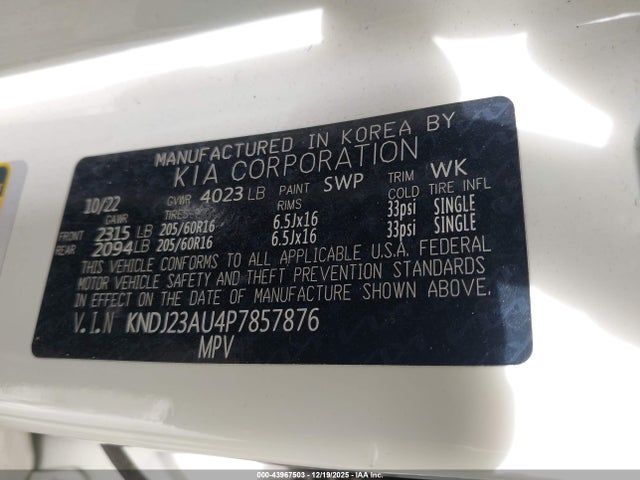 MANUFACTURED IN KOREA BY
KIA CORPORATION
10/22 GVWR 4023 LB PAINT SWP TRIM WK
GAWR TIRES RIMS COLD TIRE INFL
FRONT 2315 LB 205/60R16 6.5Jx16 33psi SINGLE
REAR 2094 LB 205/60R16 6.5Jx16 33psi SINGLE
THIS VEHICLE CONFORMS TO ALL APPLICABLE U.S.A. FEDERAL
MOTOR VEHICLE SAFETY AND THEFT PREVENTION STANDARDS
IN EFFECT ON THE DATE OF MANUFACTURE SHOWN ABOVE.
V.I.N KNDJ23AU4P7857876
MPV
000-43967503 - 12/19/2025 - IAA Holdings, LLC